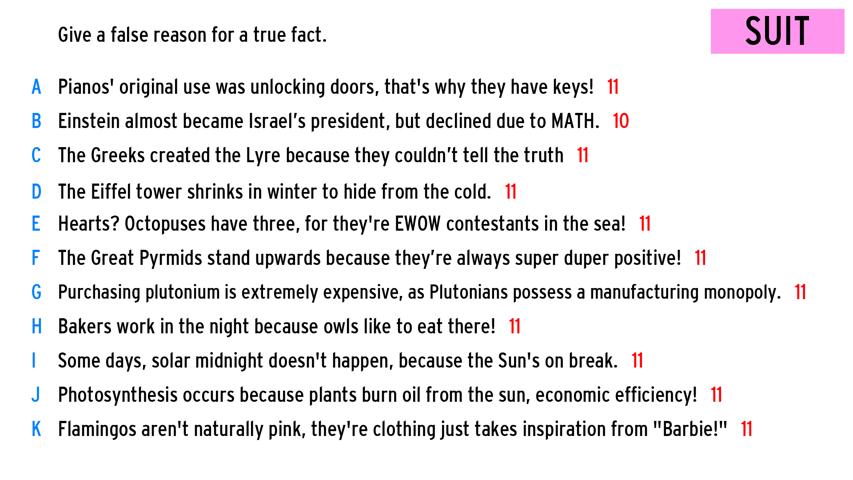 Give a false reason for a true fact.
SUIT
A Pianos' original use was unlocking doors, that's why they have keys! 11
B Einstein almost became Israel’s president, but declined due to MATH. 10
C The Greeks created the Lyre because they couldn’t tell the truth 11
D The Eiffel tower shrinks in winter to hide from the cold. 11
E Hearts? Octopuses have three, for they're EWOW contestants in the sea! 11
F The Great Pyrmids stand upwards because they’re always super duper positive! 11
G Purchasing plutonium is extremely expensive, as Plutonians possess a manufacturing monopoly. 11
H Bakers work in the night because owls like to eat there! 11
I Some days, solar midnight doesn't happen, because the Sun's on break. 11
J Photosynthesis occurs because plants burn oil from the sun, economic efficiency! 11
K Flamingos aren't naturally pink, they're clothing just takes inspiration from "Barbie!" 11